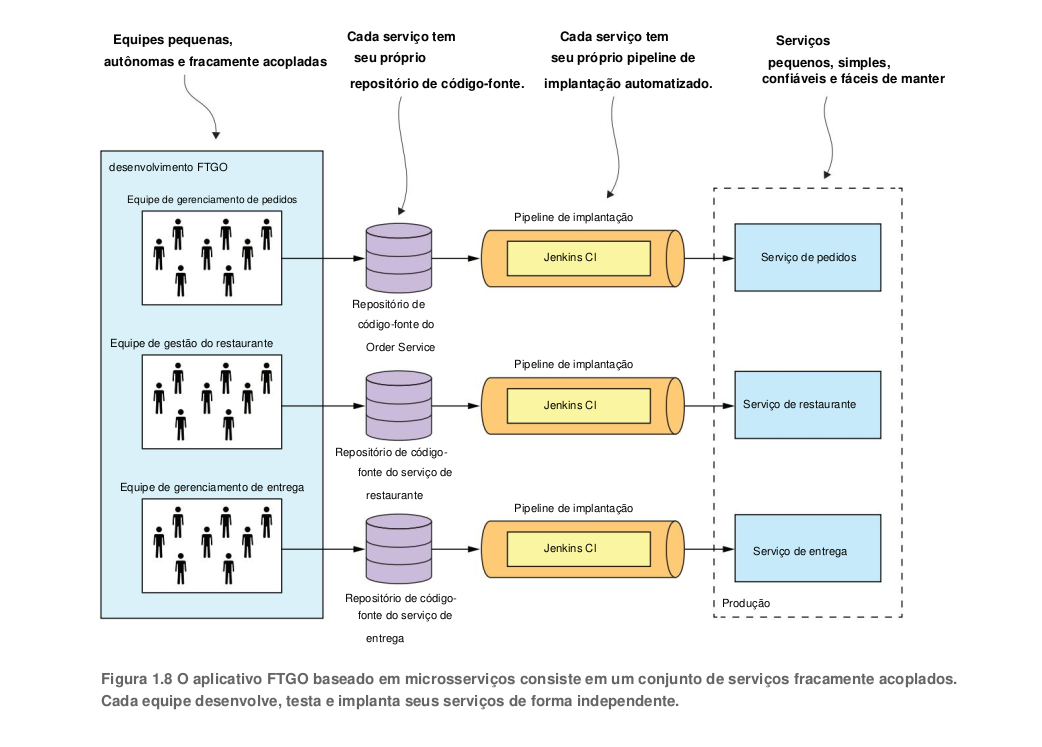 Equipes pequenas,
autônomas e fracamente acopladas
Cada serviço tem
seu próprio
repositório de código-fonte.
Cada serviço tem
seu próprio pipeline de
implantação automatizado.
Serviços
pequenos, simples,
confiáveis e fáceis de manter
desenvolvimento FTGO
Equipe de gerenciamento de pedidos
Repositório de
código-fonte do
Order Service
Pipeline de implantação
Jenkins CI
Serviço de pedidos
Equipe de gestão do restaurante
Repositório de código-
fonte do serviço de
restaurante
Pipeline de implantação
Jenkins CI
Serviço de restaurante
Equipe de gerenciamento de entrega
Repositório de código-
fonte do serviço de
entrega
Pipeline de implantação
Jenkins CI
Serviço de entrega
Produção
Figura 1.8 O aplicativo FTGO baseado em microsserviços consiste em um conjunto de serviços fracamente acoplados.
Cada equipe desenvolve, testa e implanta seus serviços de forma independente.